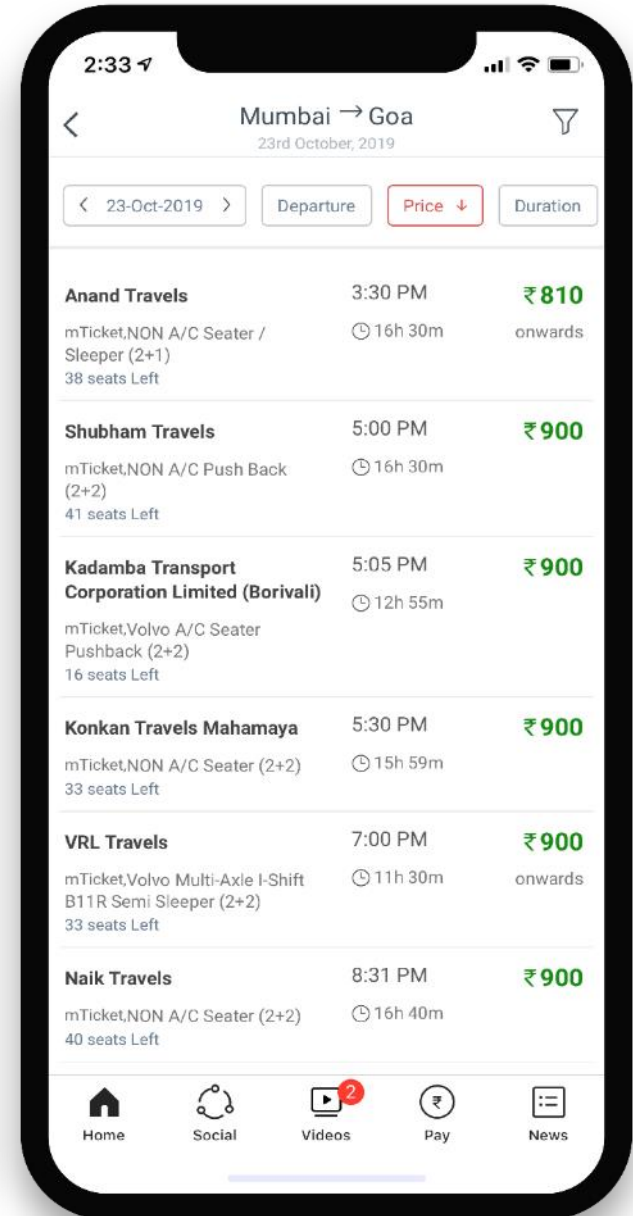 2:33
Mumbai → Goa
23rd October, 2019
< 23-Oct-2019 >
Departure
Price ↓
Duration
Anand Travels
3:30 PM
₹810
mTicket,NON A/C Seater /
Sleeper (2+1)
16h 30m
onwards
38 seats Left
Shubham Travels
5:00 PM
₹900
mTicket,NON A/C Push Back
(2+2)
16h 30m
41 seats Left
Kadamba Transport
Corporation Limited (Borivali)
5:05 PM
₹900
12h 55m
mTicket,Volvo A/C Seater
Pushback (2+2)
16 seats Left
Konkan Travels Mahamaya
5:30 PM
₹900
mTicket,NON A/C Seater (2+2)
15h 59m
33 seats Left
VRL Travels
7:00 PM
₹900
mTicket,Volvo Multi-Axle I-Shift
B11R Semi Sleeper (2+2)
11h 30m
onwards
33 seats Left
Naik Travels
8:31 PM
₹900
mTicket,NON A/C Seater (2+2)
16h 40m
40 seats Left
2
₹
Home
Social
Videos
Pay
News